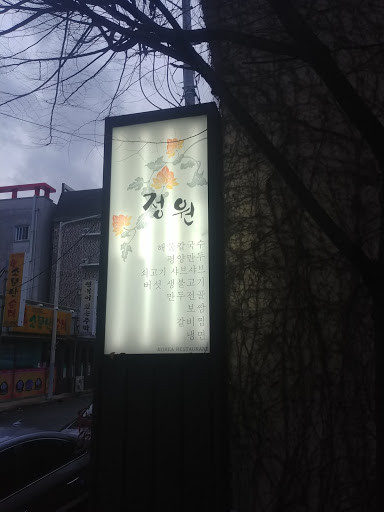 정원
해물칼국수
평양만두
쇠고기 샤브샤브
버섯 생불고기
만두전골
보쌈
갈비찜
냉면
KOREA RESTAURANT